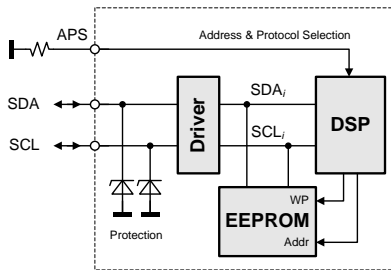 APS
Address & Protocol Selection
SDA
SDAi
SCL
SCLi
Driver
DSP
WP
EEPROM
Addr
Protection